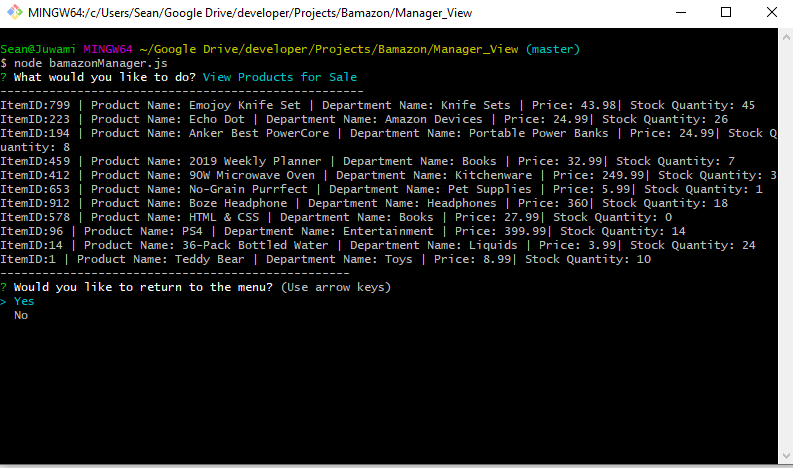 MINGW64:/c/Users/Sean/Google Drive/developer/Projects/Bamazon/Manager_View
Sean@Juwami MINGW64 ~/Google Drive/developer/Projects/Bamazon/Manager_View (master)
$ node bamazonManager.js
? What would you like to do? View Products for Sale
----------------------------------------------------
ItemID:799 | Product Name: Emojoy Knife Set | Department Name: Knife Sets | Price: 43.98| Stock Quantity: 45
ItemID:223 | Product Name: Echo Dot | Department Name: Amazon Devices | Price: 24.99| Stock Quantity: 26
ItemID:194 | Product Name: Anker Best PowerCore | Department Name: Portable Power Banks | Price: 24.99| Stock Q
uantity: 8
ItemID:459 | Product Name: 2019 Weekly Planner | Department Name: Books | Price: 32.99| Stock Quantity: 7
ItemID:412 | Product Name: 90W Microwave Oven | Department Name: Kitchenware | Price: 249.99| Stock Quantity: 3
ItemID:653 | Product Name: No-Grain Purrfect | Department Name: Pet Supplies | Price: 5.99| Stock Quantity: 1
ItemID:912 | Product Name: Boze Headphone | Department Name: Headphones | Price: 360| Stock Quantity: 18
ItemID:578 | Product Name: HTML & CSS | Department Name: Books | Price: 27.99| Stock Quantity: 0
ItemID:96 | Product Name: PS4 | Department Name: Entertainment | Price: 399.99| Stock Quantity: 14
ItemID:14 | Product Name: 36-Pack Bottled Water | Department Name: Liquids | Price: 3.99| Stock Quantity: 24
ItemID:1 | Product Name: Teddy Bear | Department Name: Toys | Price: 8.99| Stock Quantity: 10
--------------------------------------------------
? Would you like to return to the menu? (Use arrow keys)
> Yes
No